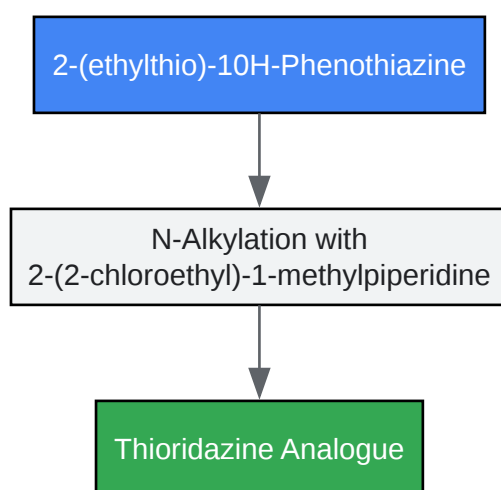 2-(ethylthio)-10H-Phenothiazine
N-Alkylation with
2-(2-chloroethyl)-1-methylpiperidine
Thioridazine Analogue